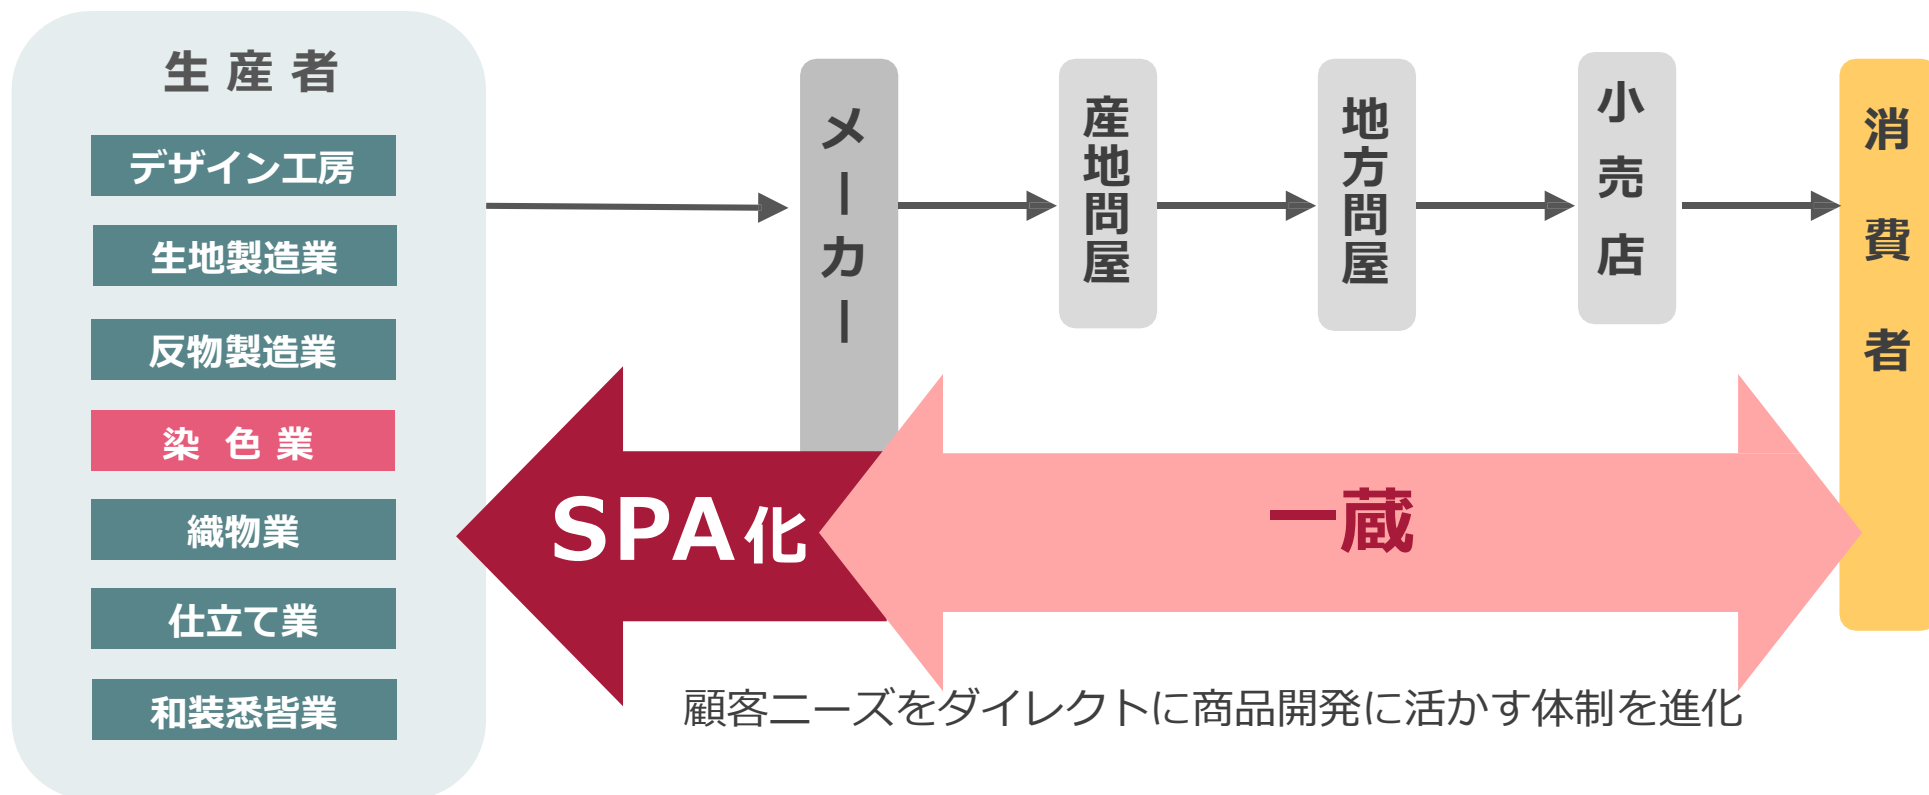 生産者
デザイン工房
生地製造業
反物製造業
染色業
織物業
仕立て業
和装悉皆業
メーカー
産地問屋
地方問屋
小売店
消費者
SPA化
一蔵
顧客ニーズをダイレクトに商品開発に活かす体制を進化